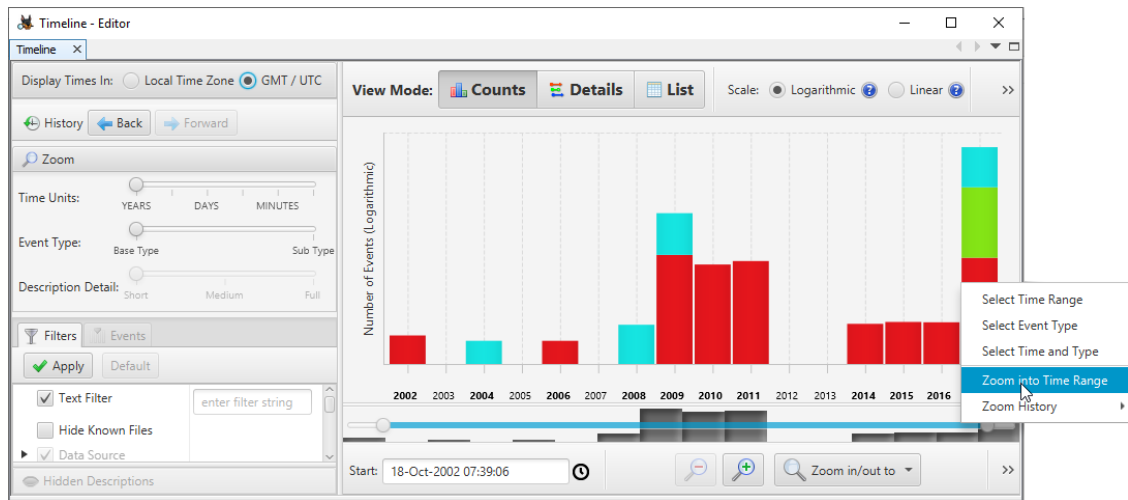 Timeline - Editor
Timeline
Display Times In: Local Time Zone GMT / UTC
History Back Forward
Zoom
Time Units:
YEARS DAYS MINUTES
Event Type:
Base Type Sub Type
Description Detail:
Short Medium Full
Filters Events
Apply Default
Text Filter
enter filter string
Hide Known Files
Data Source
Hidden Descriptions
View Mode: Counts Details List Scale: Logarithmic Linear
Number of Events (Logarithmic)
2002 2003 2004 2005 2006 2007 2008 2009 2010 2011 2012 2013 2014 2015 2016
Select Time Range
Select Event Type
Select Time and Type
Zoom into Time Range
Zoom History
Start: 18-Oct-2002 07:39:06 Zoom in/out to